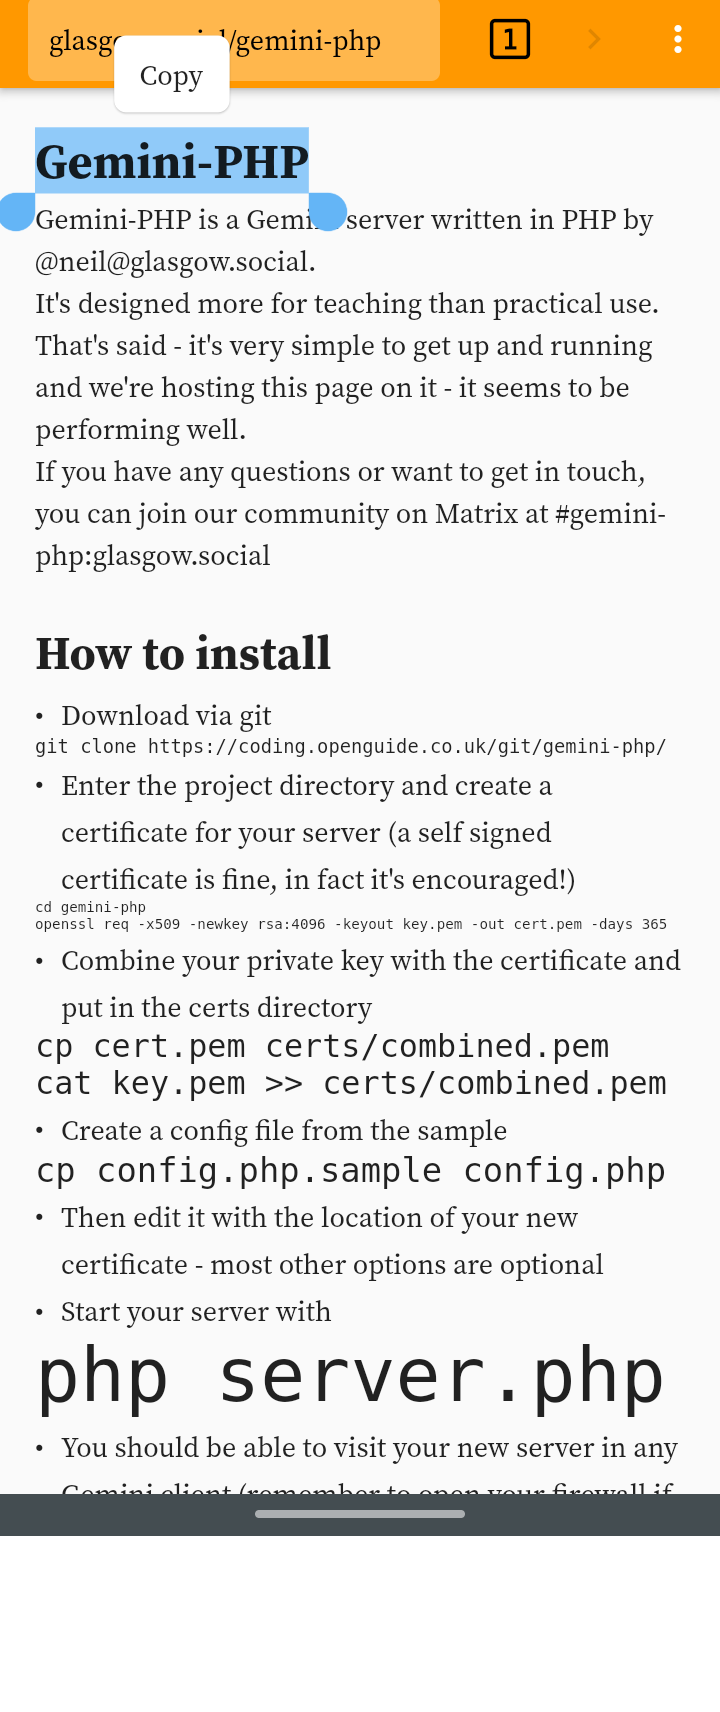 /gemini-php
1
Copy
Gemini-PHP
Gemini-PHP is a server written in PHP by
@neil@glasgow.social.
It's designed more for teaching than practical use.
That's said - it's very simple to get up and running
and we're hosting this page on it - it seems to be
performing well.
If you have any questions or want to get in touch,
you can join our community on Matrix at #gemini-
php:glasgow.social
How to install
• Download via git
git clone https://coding.openguide.co.uk/git/gemini-php/
• Enter the project directory and create a
certificate for your server (a self signed
certificate is fine, in fact it's encouraged!)
cd gemini-php
openssl req -x509 -newkey rsa:4096 -keyout key.pem -out cert.pem -days 365
• Combine your private key with the certificate and
put in the certs directory
cp cert.pem certs/combined.pem
cat key.pem >> certs/combined.pem
• Create a config file from the sample
cp config.php.sample config.php
• Then edit it with the location of your new
certificate - most other options are optional
• Start your server with
php server.php
• You should be able to visit your new server in any
Gemini client (remember to open your firewall if